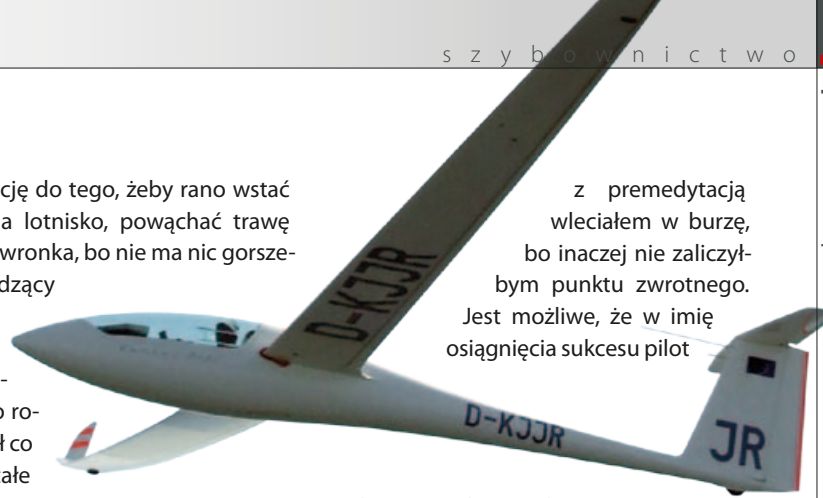 szybownictwo
cję do tego, żeby rano wstać
a lotnisko, powąchać trawę
wronka, bo nie ma nic gorsze-
dzący
-
o ro-
ł co
ałe
z premedytacją
wleciałem w burzę,
bo inaczej nie zaliczył-
bym punktu zwrotnego.
Jest możliwe, że w imię
osiągnięcia sukcesu pilot
D-KJJR
D-KJJR
JR